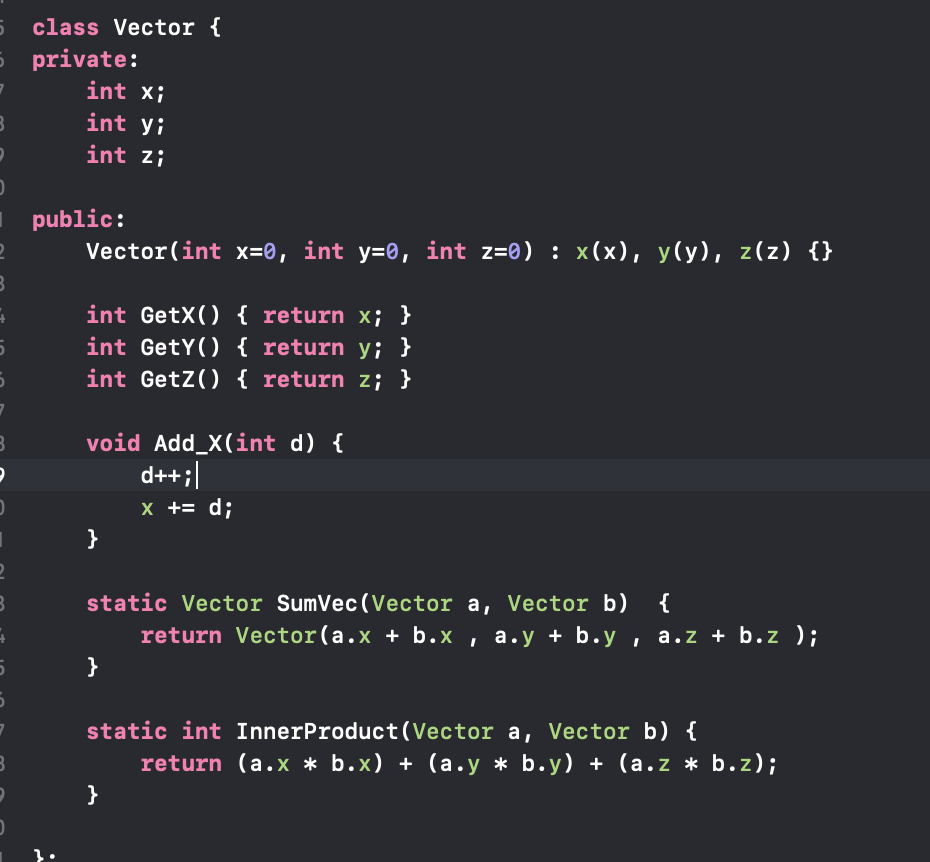 class Vector {
private:
    int x;
    int y;
    int z;

public:
    Vector(int x=0, int y=0, int z=0) : x(x), y(y), z(z) {}

    int GetX() { return x; }
    int GetY() { return y; }
    int GetZ() { return z; }

    void Add_X(int d) {
        d++;
        x += d;
    }

    static Vector SumVec(Vector a, Vector b)  {
        return Vector(a.x + b.x , a.y + b.y , a.z + b.z );
    }

    static int InnerProduct(Vector a, Vector b) {
        return (a.x * b.x) + (a.y * b.y) + (a.z * b.z);
    }

};